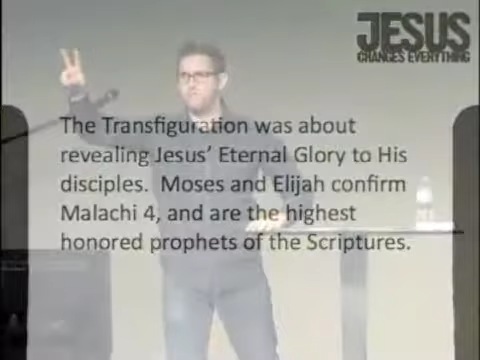 JESUS
CHANGES EVERYTHING
The Transfiguration was about
revealing Jesus’ Eternal Glory to His
disciples.  Moses and Elijah confirm
Malachi 4, and are the highest
honored prophets of the Scriptures.